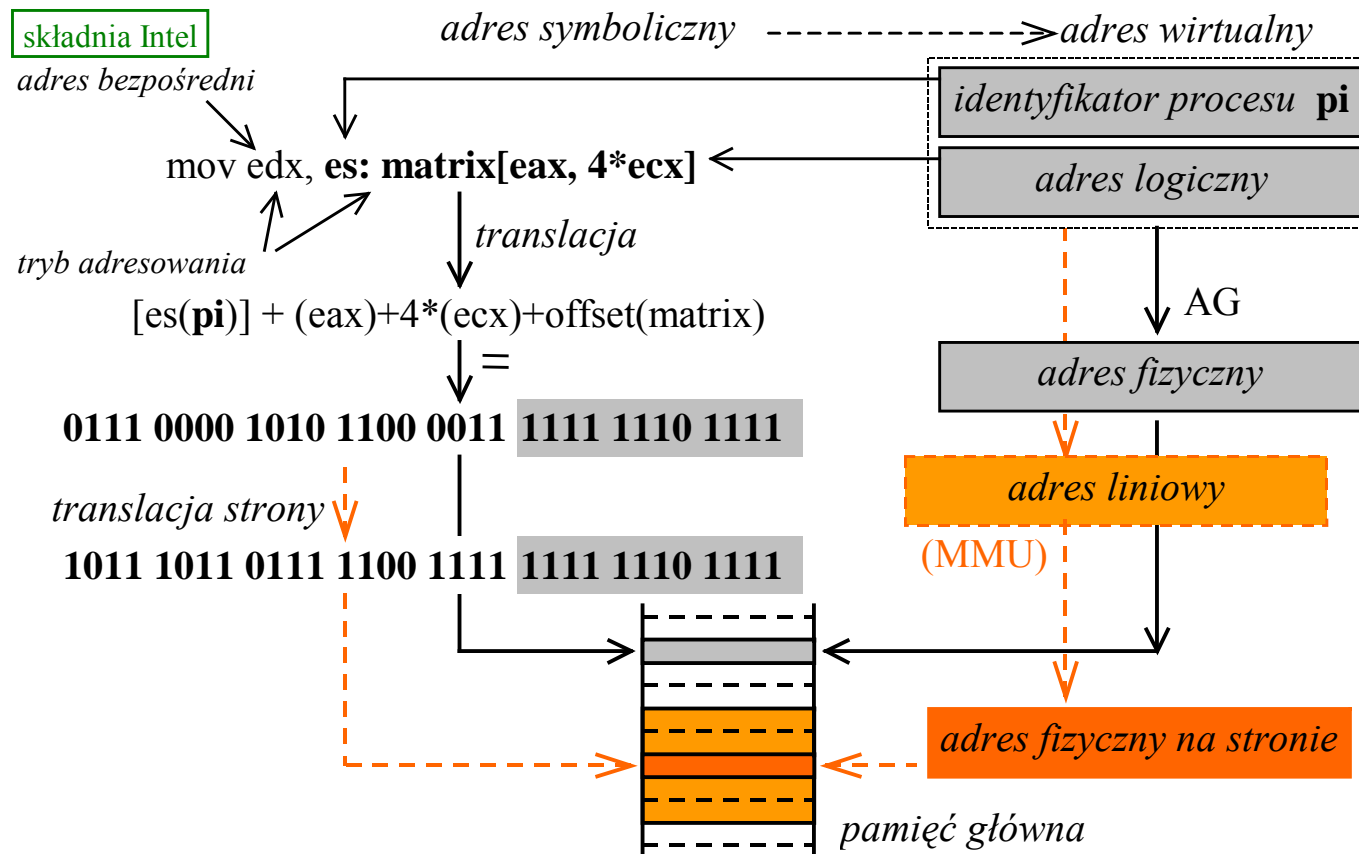 składnia Intel
adres symboliczny
adres wirtualny
adres bezpośredni
identyfikator procesu pi
mov edx, es: matrix[eax, 4*ecx]
adres logiczny
translacja
tryb adresowania
[es(pi)] + (eax)+4*(ecx)+offset(matrix)
AG
=
adres fizyczny
0111 0000 1010 1100 0011 1111 1110 1111
adres liniowy
translacja strony
(MMU)
1011 1011 0111 1100 1111 1111 1110 1111
adres fizyczny na stronie
pamięć główna